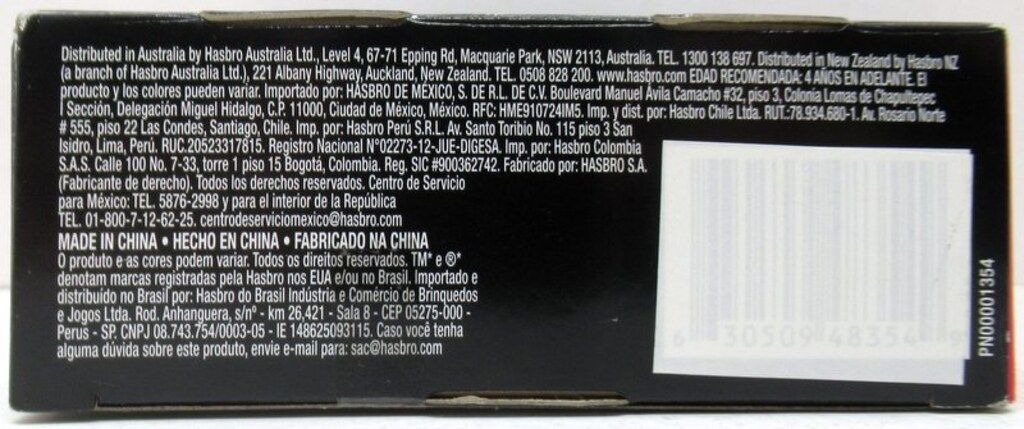 Distributed in Australia by Hasbro Australia Ltd., Level 4, 67-71 Epping Rd, Macquarie Park, NSW 2113, Australia. TEL. 1300 138 697. Distributed in New Zealand by Hasbro NZ
(a branch of Hasbro Australia Ltd.), 221 Albany Highway, Auckland, New Zealand. TEL. 0508 828 200. www.hasbro.com EDAD RECOMENDADA: 4 AÑOS EN ADELANTE. El
producto y los colores pueden variar. Importado por: HASBRO DE MÉXICO, S. DE R.L. DE C.V. Boulevard Manuel Ávila Camacho #32, piso 3, Colonia Lomas de Chapultepec
I Sección, Delegación Miguel Hidalgo, C.P. 11000, Ciudad de México, México. RFC: HME910724IM5. Imp. y dist. por: Hasbro Chile Ltda. RUT.:78.934.680-1. Av. Rosario Norte
# 555, piso 22 Las Condes, Santiago, Chile. Imp. por: Hasbro Perú S.R.L. Av. Santo Toribio No. 115 piso 3 San
Isidro, Lima, Perú. RUC.20523317815. Registro Nacional N°02273-12-JUE-DIGESA. Imp. por: Hasbro Colombia
S.A.S. Calle 100 No. 7-33, torre 1 piso 15 Bogotá, Colombia. Reg. SIC #900362742. Fabricado por: HASBRO S.A.
(Fabricante de derecho). Todos los derechos reservados. Centro de Servicio
para México: TEL. 5876-2998 y para el interior de la República
TEL. 01-800-7-12-62-25. centrodeserviciomexico@hasbro.com
MADE IN CHINA • HECHO EN CHINA • FABRICADO NA CHINA
O produto e as cores podem variar. Todos os direitos reservados. TM* e ®*
denotam marcas registradas pela Hasbro nos EUA e/ou no Brasil. Importado e
distribuído no Brasil por: Hasbro do Brasil Indústria e Comércio de Brinquedos
e Jogos Ltda. Rod. Anhanguera, s/nº - km 26,421 - Sala 8 - CEP 05275-000 -
Perus - SP. CNPJ 08.743.754/0003-05 - IE 148625093115. Caso você tenha
alguma dúvida sobre este produto, envie e-mail para: sac@hasbro.com
6 30509 48354 9
PN00001354